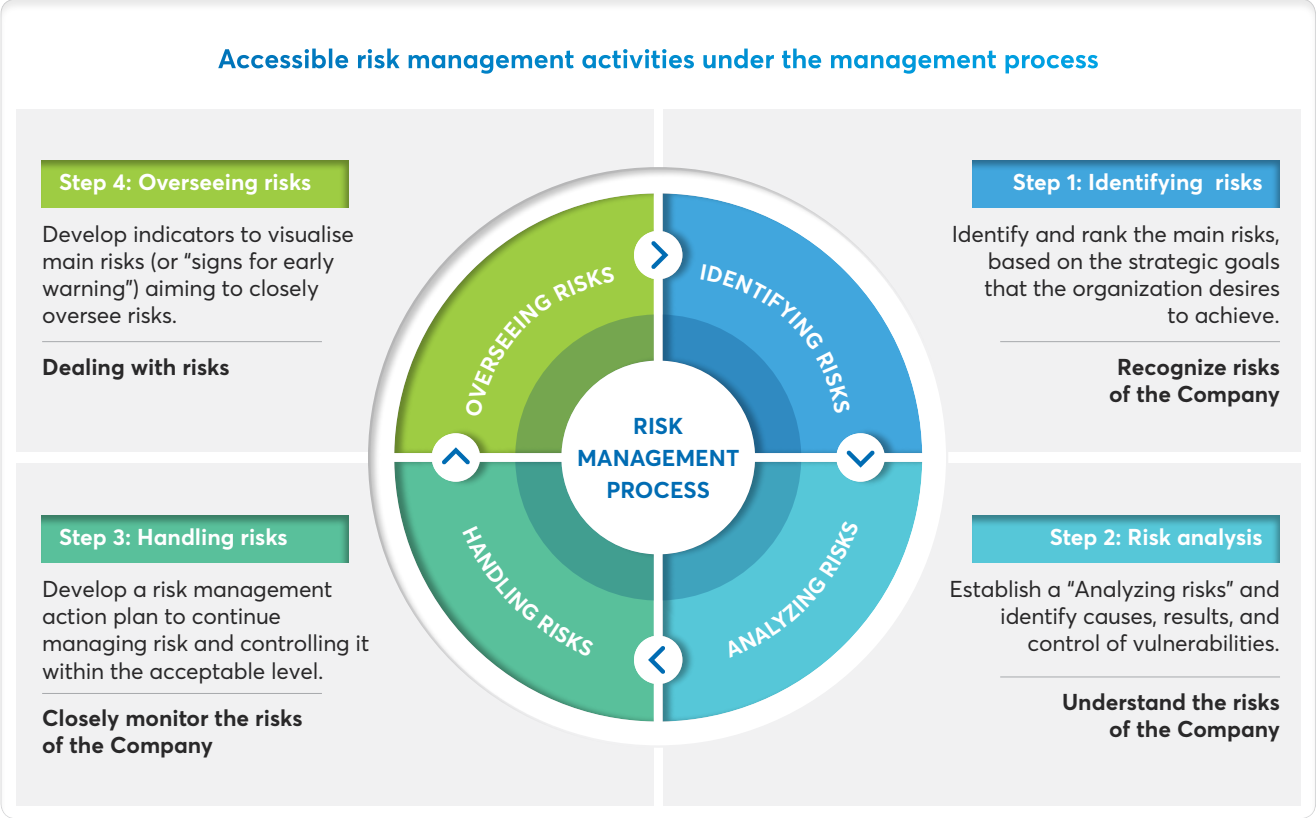 Accessible risk management activities under the management process
Step 4: Overseeing risks
Develop indicators to visualise
main risks (or “signs for early
warning”) aiming to closely
oversee risks.
Dealing with risks
Step 1: Identifying risks
Identify and rank the main risks,
based on the strategic goals
that the organization desires
to achieve.
Recognize risks
of the Company
OVERSEEING RISKS
IDENTIFYING RISKS
RISK
MANAGEMENT
PROCESS
HANDLING RISKS
ANALYZING RISKS
Step 3: Handling risks
Develop a risk management
action plan to continue
managing risk and controlling it
within the acceptable level.
Closely monitor the risks
of the Company
Step 2: Risk analysis
Establish a “Analyzing risks” and
identify causes, results, and
control of vulnerabilities.
Understand the risks
of the Company